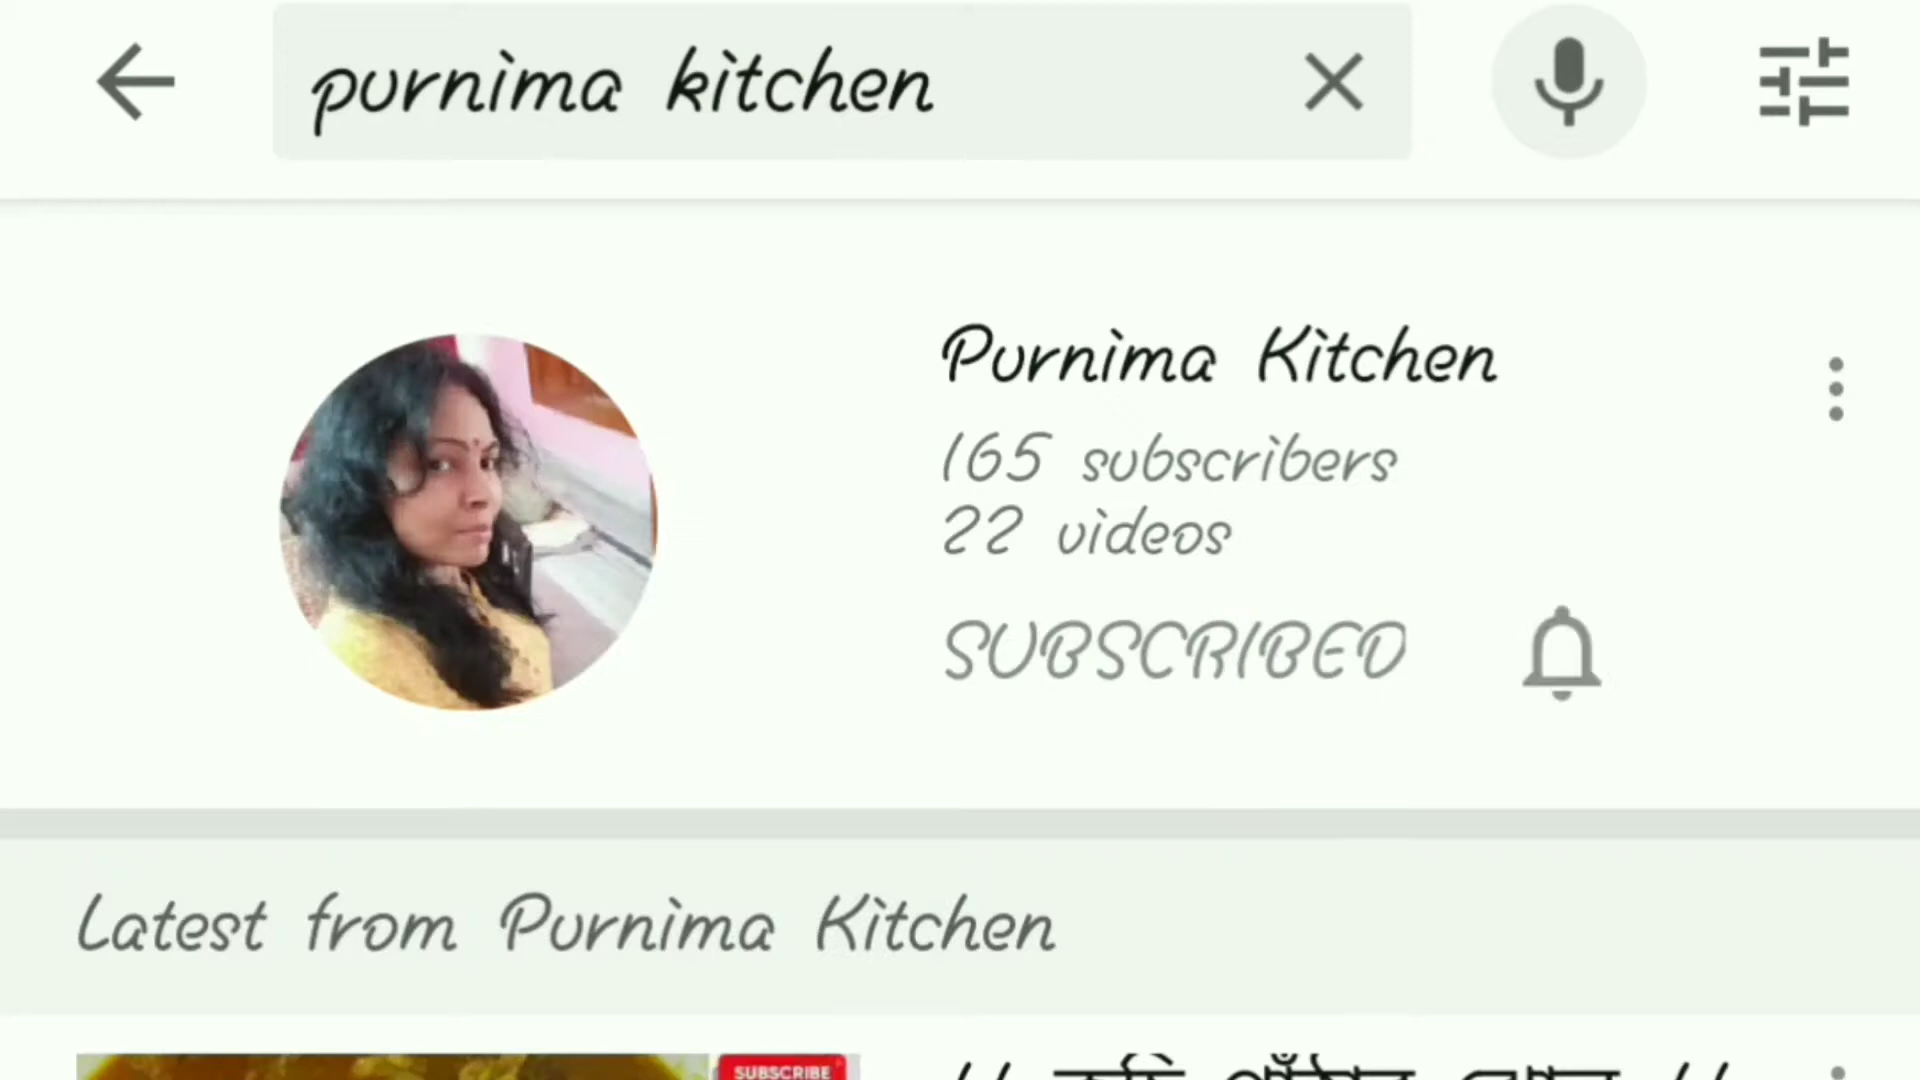 purnima kitchen
Purnima Kitchen
165 subscribers
22 videos
SUBSCRIBED
Latest from Purnima Kitchen
SUBSCRIBE